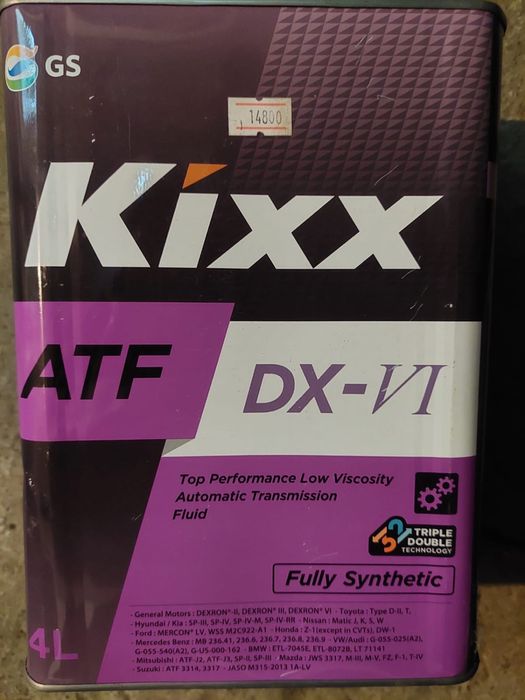 GS
14800
Kixx
ATF
DX-VI
Top Performance Low Viscosity
Automatic Transmission
Fluid
TRIPLE
DOUBLE
TECHNOLOGY
Fully Synthetic
4L
- General Motors : DEXRON®-II, DEXRON® III, DEXRON® VI - Toyota : Type D-II, T,
Hyundai / Kia : SP-III, SP-IV, SP-IV-M, SP-IV-RR - Nissan : Matic J, K, S, W
- Ford : MERCON® LV, WSS M2C922-A1 - Honda : Z-1(except in CVTs), DW-1
- Mercedes Benz : MB 236.41, 236.6, 236.7, 236.8, 236.9 - VW/Audi : G-055-025(A2),
G-055-540(A2), G-US-000-162 - BMW : ETL-7045E, ETL-8072B, LT 71141
- Mitsubishi : ATF-J2, ATF-J3, SP-II, SP-III - Mazda : JWS 3317, M-III, M-V, FZ, F-1, T-IV
- Suzuki : ATF 3314, 3317 - JASO M315-2013 1A-LV